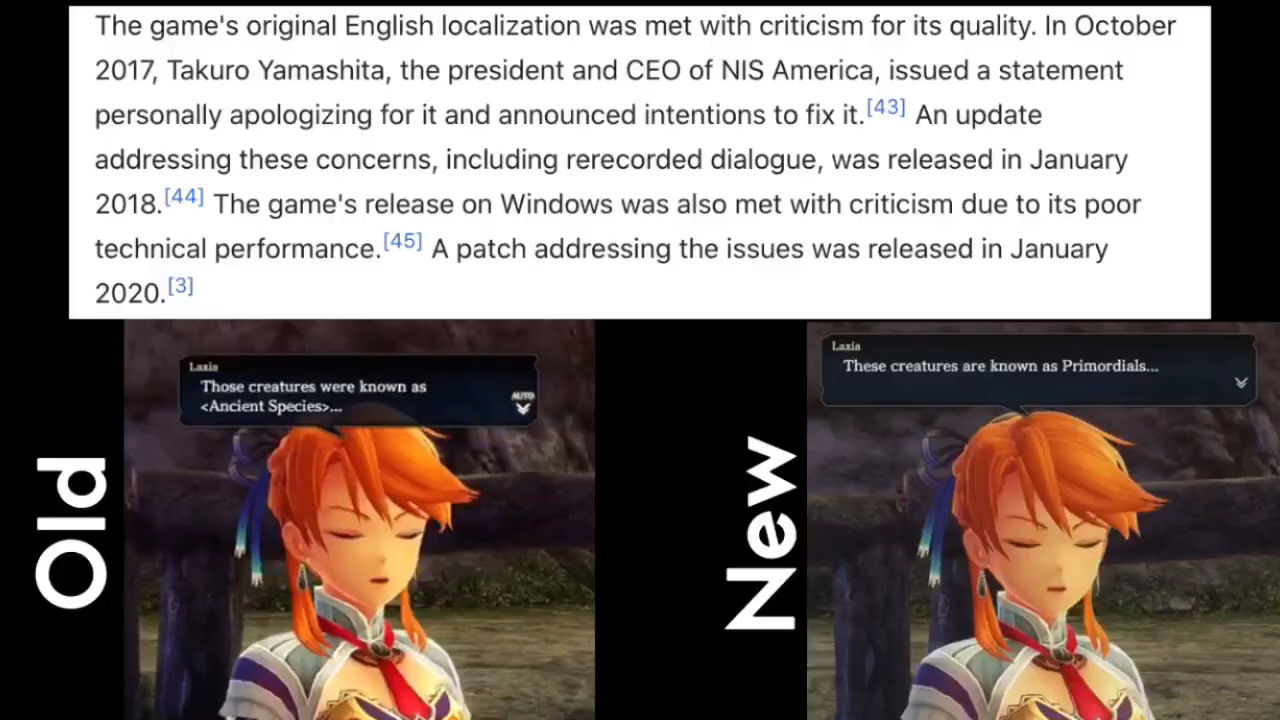 The game's original English localization was met with criticism for its quality. In October
2017, Takuro Yamashita, the president and CEO of NIS America, issued a statement
personally apologizing for it and announced intentions to fix it.[43] An update
addressing these concerns, including rerecorded dialogue, was released in January
2018.[44] The game's release on Windows was also met with criticism due to its poor
technical performance.[45] A patch addressing the issues was released in January
2020.[3]
Old
Laxia
Those creatures were known as
<Ancient Species>...
AUTO
New
Laxia
These creatures are known as Primordials...